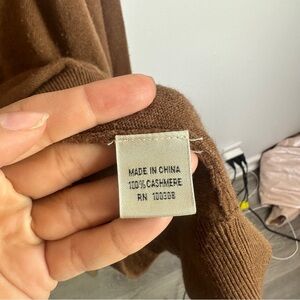 MADE IN CHINA
100% CASHMERE
RN 100308